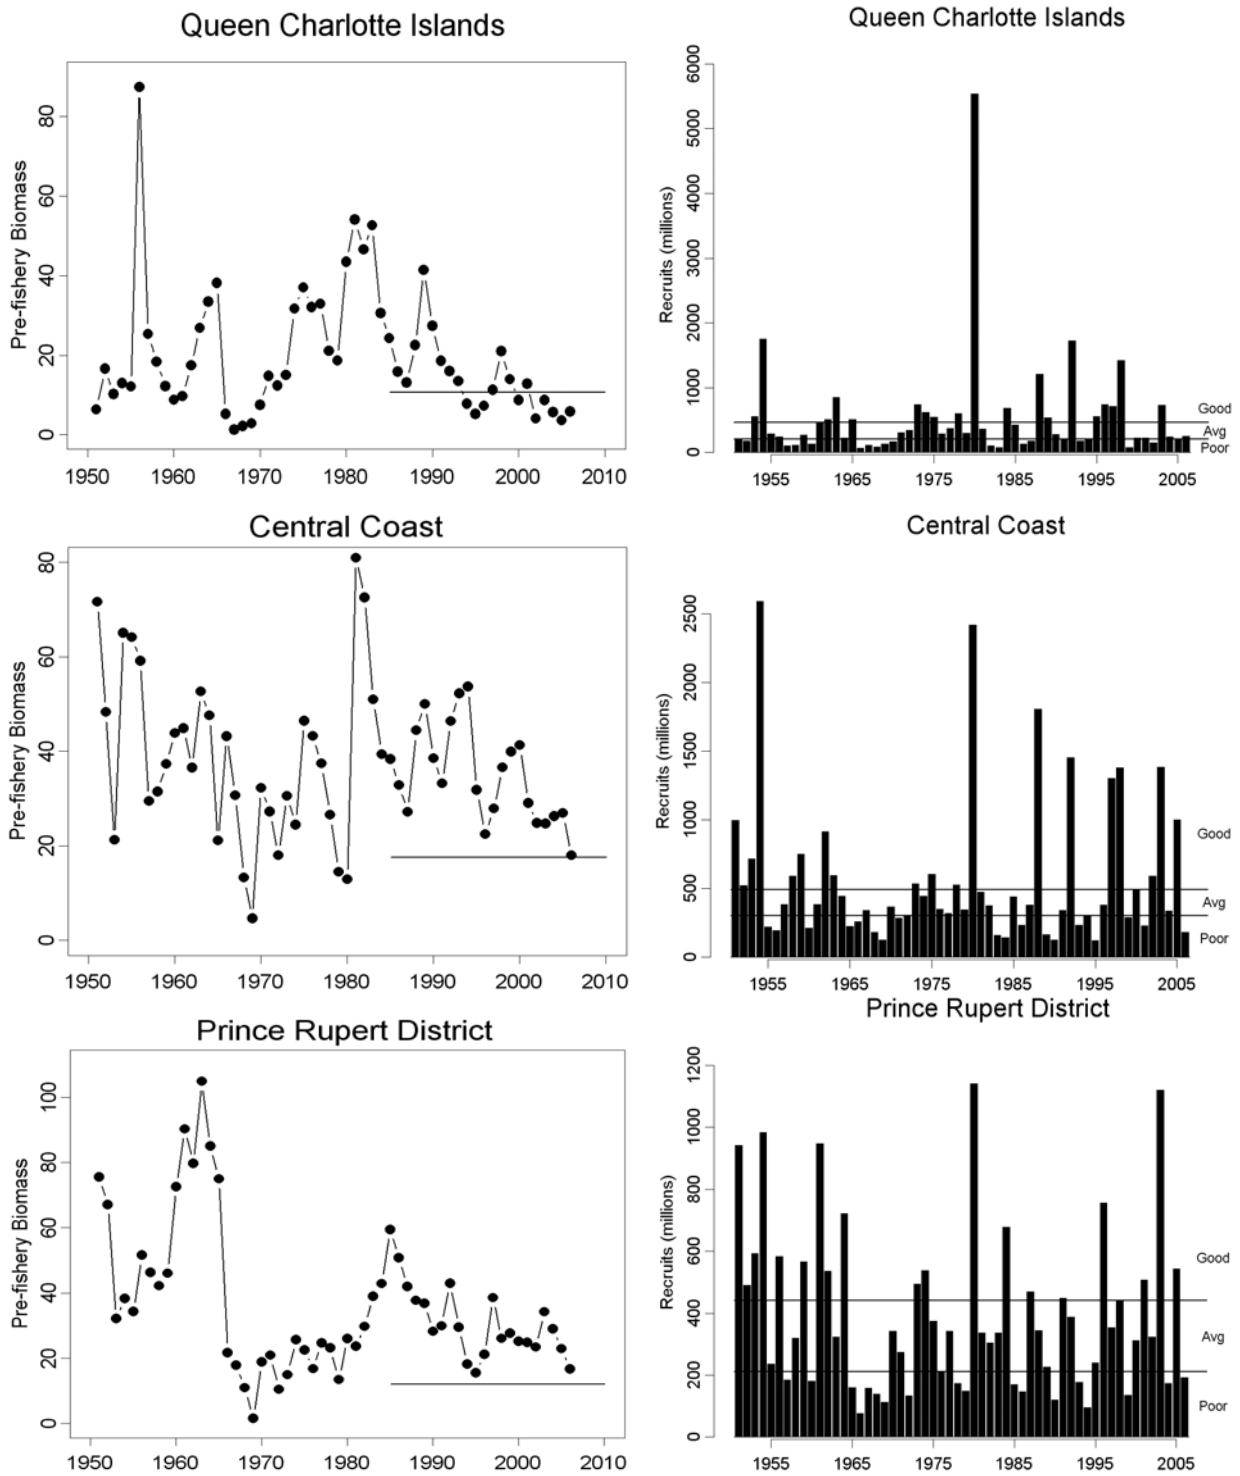 Queen Charlotte Islands
Pre-fishery Biomass
80
60
40
20
0
1950 1960 1970 1980 1990 2000 2010
Queen Charlotte Islands
Recruits (millions)
6000
5000
4000
3000
2000
1000
0
Good
Avg
Poor
1955 1965 1975 1985 1995 2005
Central Coast
Pre-fishery Biomass
80
60
40
20
0
1950 1960 1970 1980 1990 2000 2010
Central Coast
Recruits (millions)
2500
2000
1500
1000
500
0
Good
Avg
Poor
1955 1965 1975 1985 1995 2005
Prince Rupert District
Pre-fishery Biomass
100
80
60
40
20
0
1950 1960 1970 1980 1990 2000 2010
Prince Rupert District
Recruits (millions)
1200
1000
800
600
400
200
0
Good
Avg
Poor
1955 1965 1975 1985 1995 2005